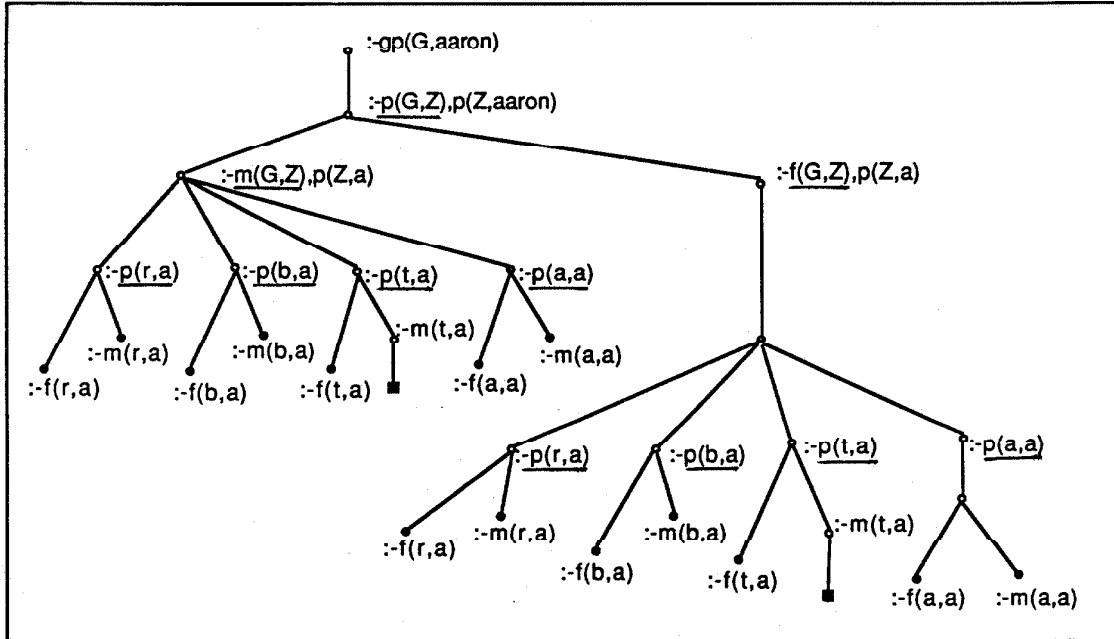 :-gp(G,aaron)
:-p(G,Z),p(Z,aaron)
:-m(G,Z),p(Z,a)
:-f(G,Z),p(Z,a)
:-p(r,a)
:-p(b,a)
:-p(t,a)
:-p(a,a)
:-m(t,a)
:-m(r,a)
:-m(b,a)
:-m(a,a)
:-f(r,a)
:-f(b,a)
:-f(t,a)
:-f(a,a)
:-p(r,a)
:-p(b,a)
:-p(t,a)
:-p(a,a)
:-f(r,a)
:-m(r,a)
:-m(b,a)
:-m(t,a)
:-f(b,a)
:-f(t,a)
:-f(a,a)
:-m(a,a)